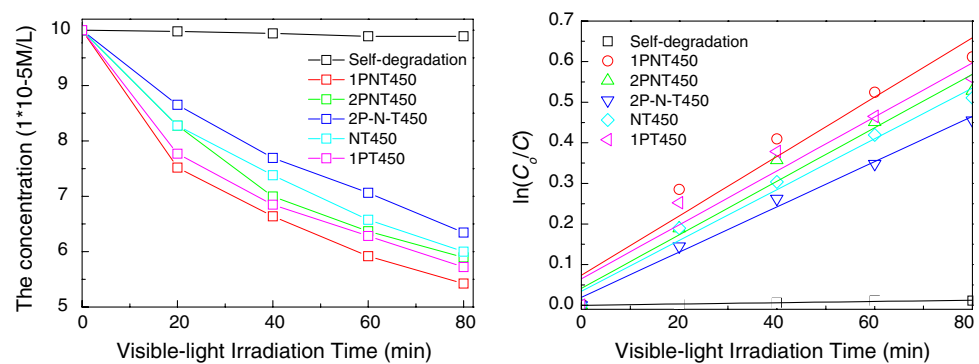 The concentration (1*10-5M/L)
10
9
8
7
6
5
0
20
40
60
80
Visible-light Irradiation Time (min)
Self-degradation
1PNT450
2PNT450
2P-N-T450
NT450
1PT450
ln(Co/C)
0.7
0.6
0.5
0.4
0.3
0.2
0.1
0.0
0
20
40
60
80
Visible-light Irradiation Time (min)
Self-degradation
1PNT450
2PNT450
2P-N-T450
NT450
1PT450